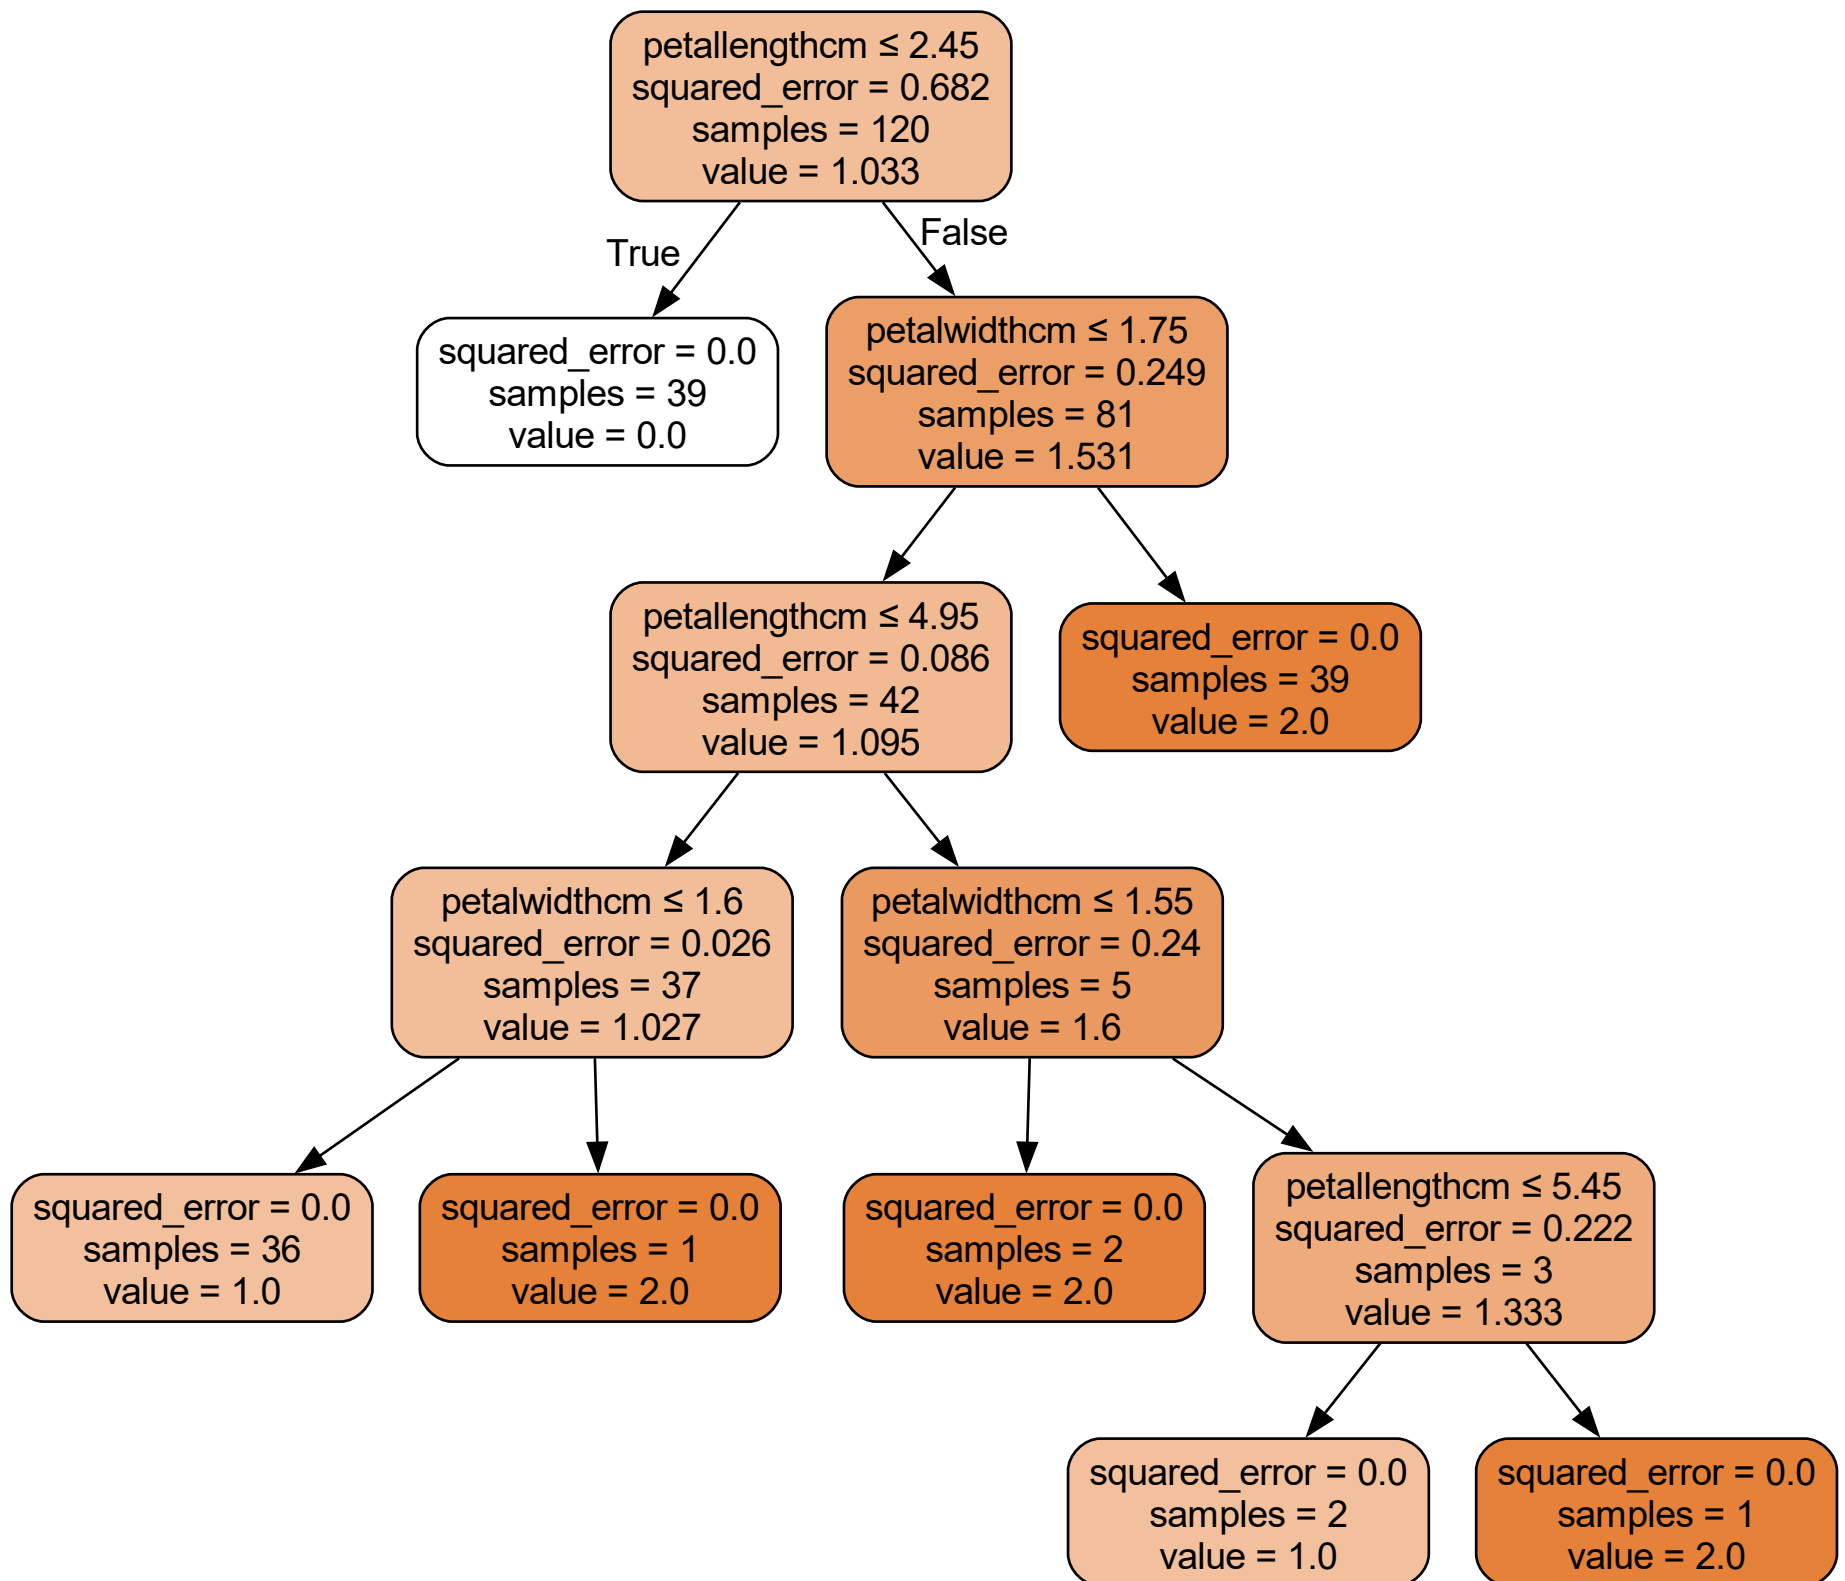 petallengthcm ≤ 2.45
squared_error = 0.682
samples = 120
value = 1.033
True
False
squared_error = 0.0
samples = 39
value = 0.0
petalwidthcm ≤ 1.75
squared_error = 0.249
samples = 81
value = 1.531
petallengthcm ≤ 4.95
squared_error = 0.086
samples = 42
value = 1.095
squared_error = 0.0
samples = 39
value = 2.0
petalwidthcm ≤ 1.6
squared_error = 0.026
samples = 37
value = 1.027
petalwidthcm ≤ 1.55
squared_error = 0.24
samples = 5
value = 1.6
squared_error = 0.0
samples = 36
value = 1.0
squared_error = 0.0
samples = 1
value = 2.0
squared_error = 0.0
samples = 2
value = 2.0
petallengthcm ≤ 5.45
squared_error = 0.222
samples = 3
value = 1.333
squared_error = 0.0
samples = 2
value = 1.0
squared_error = 0.0
samples = 1
value = 2.0